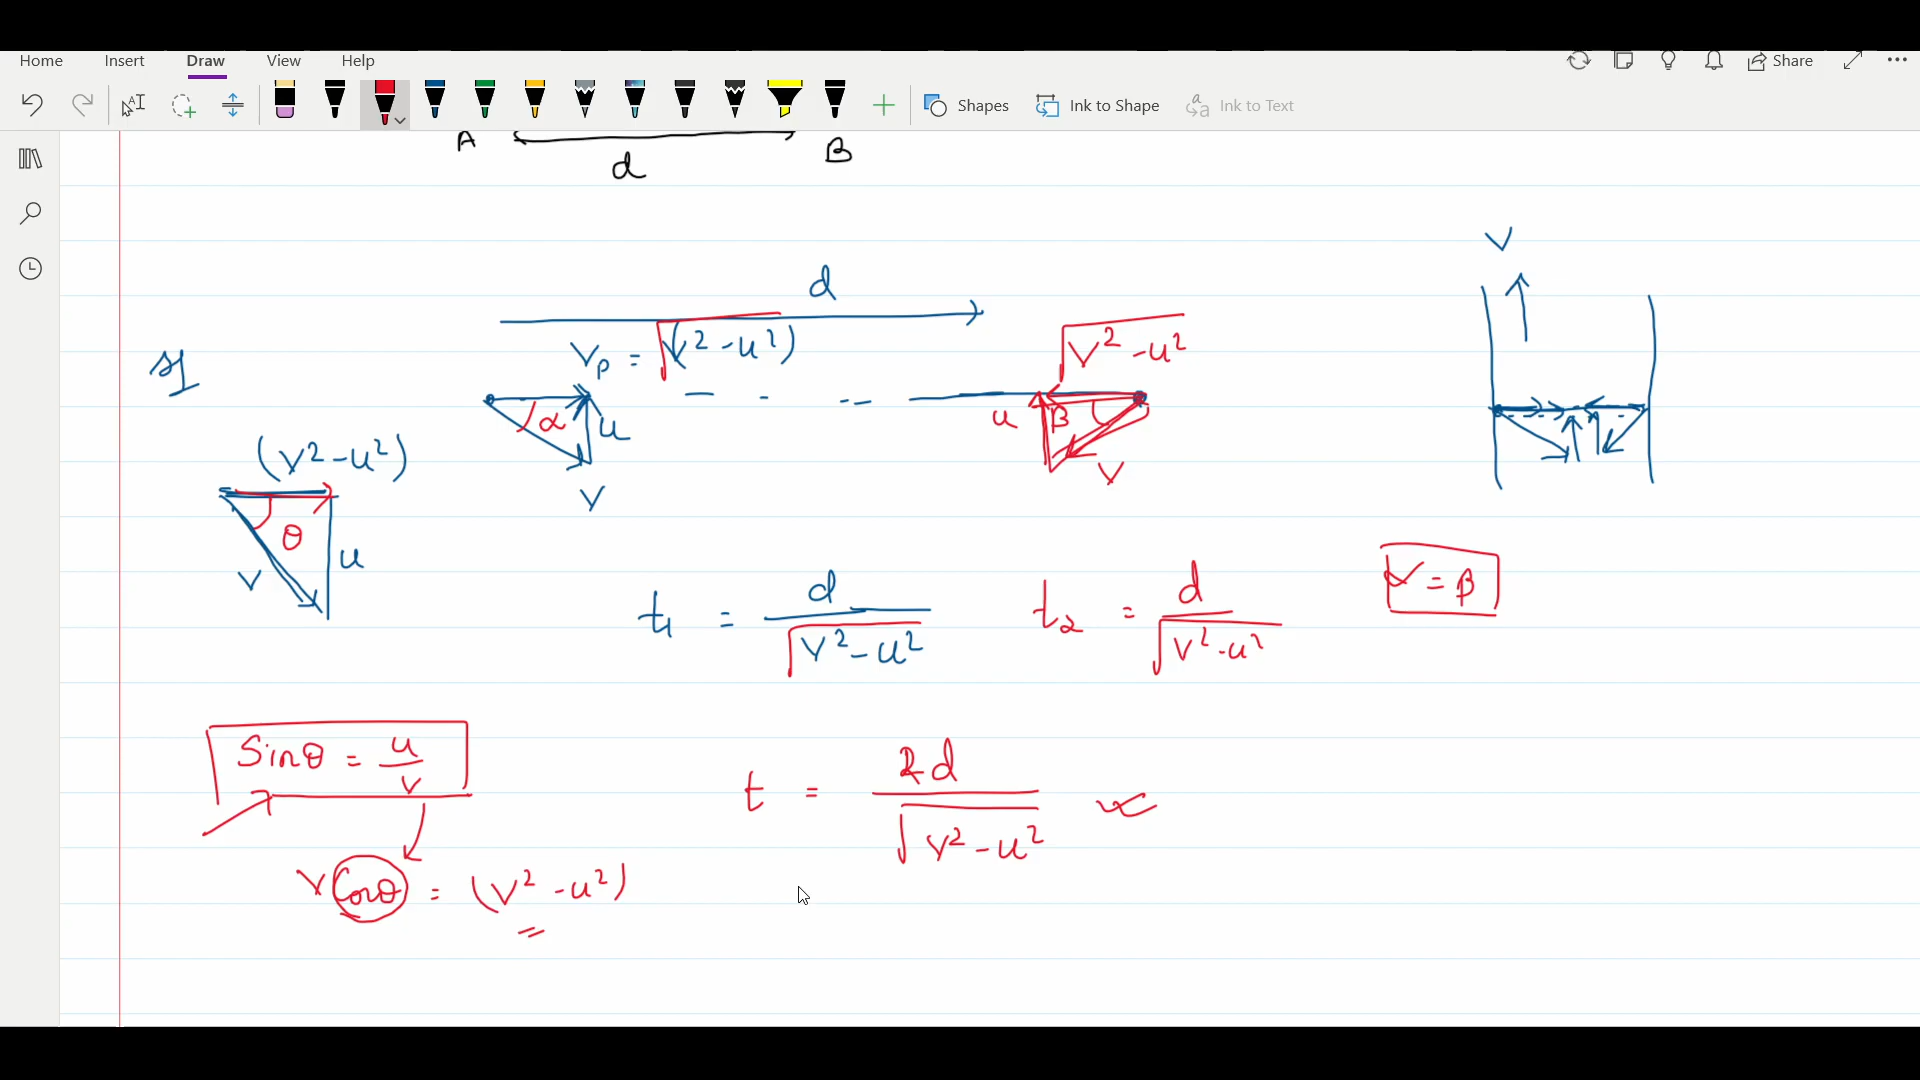 Home Insert Draw View Help Share
Shapes Ink to Shape Ink to Text
A B
d
V
d
Vp = √(V² - u²)
√V² - u²
α u
u β
V
V
(V² - u²)
θ
V u
t₁ = d / √V² - u²
t₂ = d / √V² - u²
α = β
Sinθ = u / V
t = 2d / √V² - u²
V Cosθ = (V² - u²)